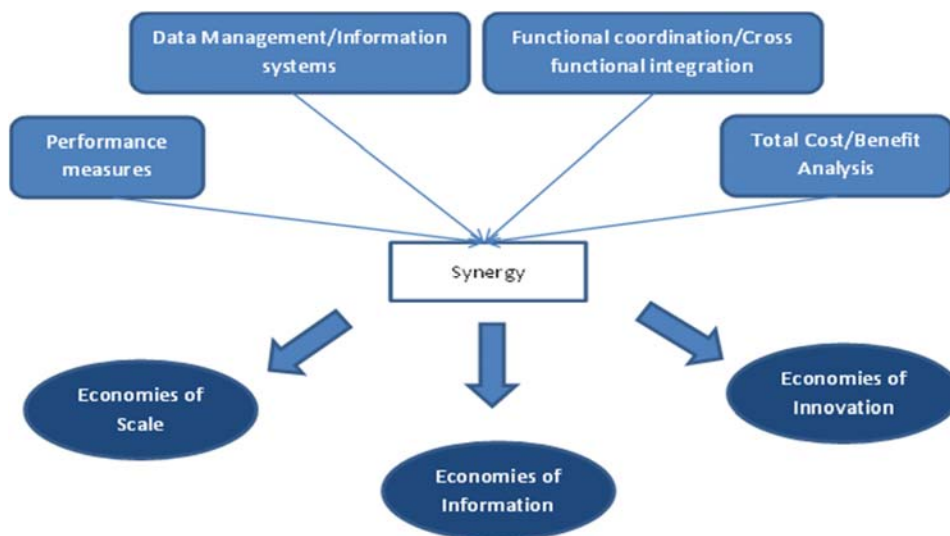 Data Management/Information
systems
Functional coordination/Cross
functional integration
Performance
measures
Total Cost/Benefit
Analysis
Synergy
Economies of
Scale
Economies of
Innovation
Economies of
Information